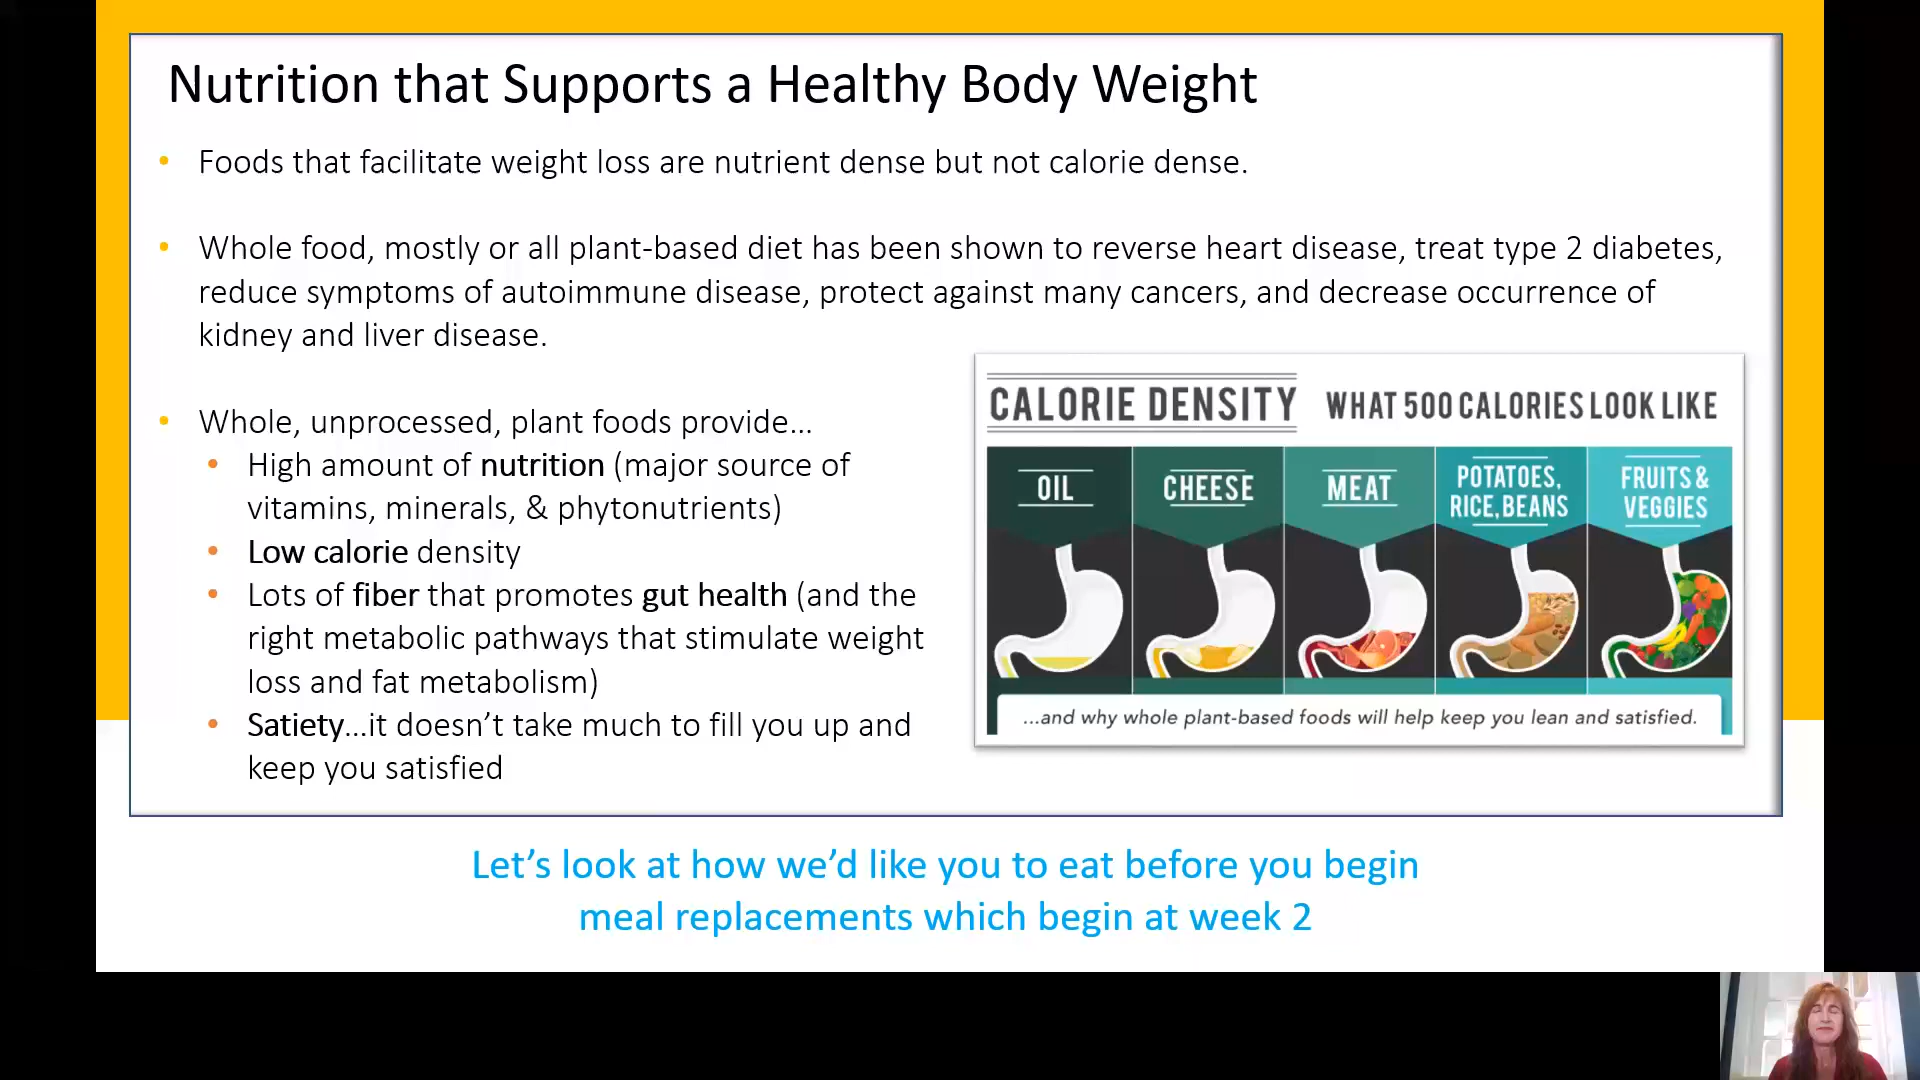 Nutrition that Supports a Healthy Body Weight
• Foods that facilitate weight loss are nutrient dense but not calorie dense.
• Whole food, mostly or all plant-based diet has been shown to reverse heart disease, treat type 2 diabetes,
reduce symptoms of autoimmune disease, protect against many cancers, and decrease occurrence of
kidney and liver disease.
• Whole, unprocessed, plant foods provide…
• High amount of nutrition (major source of
vitamins, minerals, & phytonutrients)
• Low calorie density
• Lots of fiber that promotes gut health (and the
right metabolic pathways that stimulate weight
loss and fat metabolism)
• Satiety…it doesn’t take much to fill you up and
keep you satisfied
CALORIE DENSITY WHAT 500 CALORIES LOOK LIKE
OIL
CHEESE
MEAT
POTATOES,
RICE, BEANS
FRUITS &
VEGGIES
...and why whole plant-based foods will help keep you lean and satisfied.
Let’s look at how we’d like you to eat before you begin
meal replacements which begin at week 2